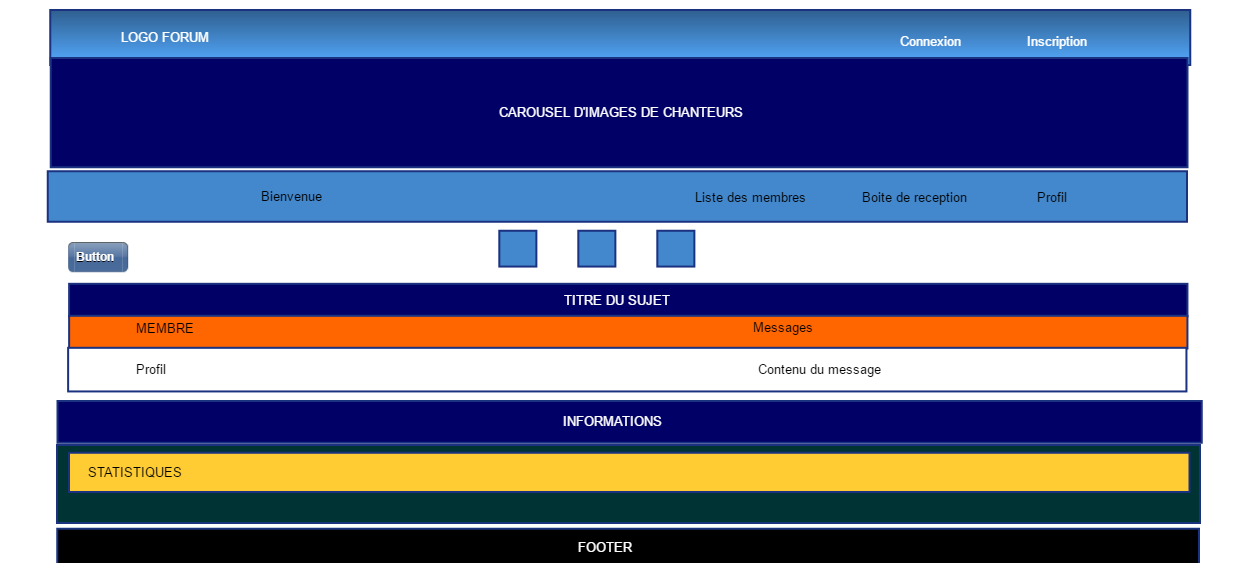 LOGO FORUM Connexion Inscription
CAROUSEL D'IMAGES DE CHANTEURS
Bienvenue Liste des membres Boite de reception Profil
Button
TITRE DU SUJET
MEMBRE Messages
Profil Contenu du message
INFORMATIONS
STATISTIQUES
FOOTER